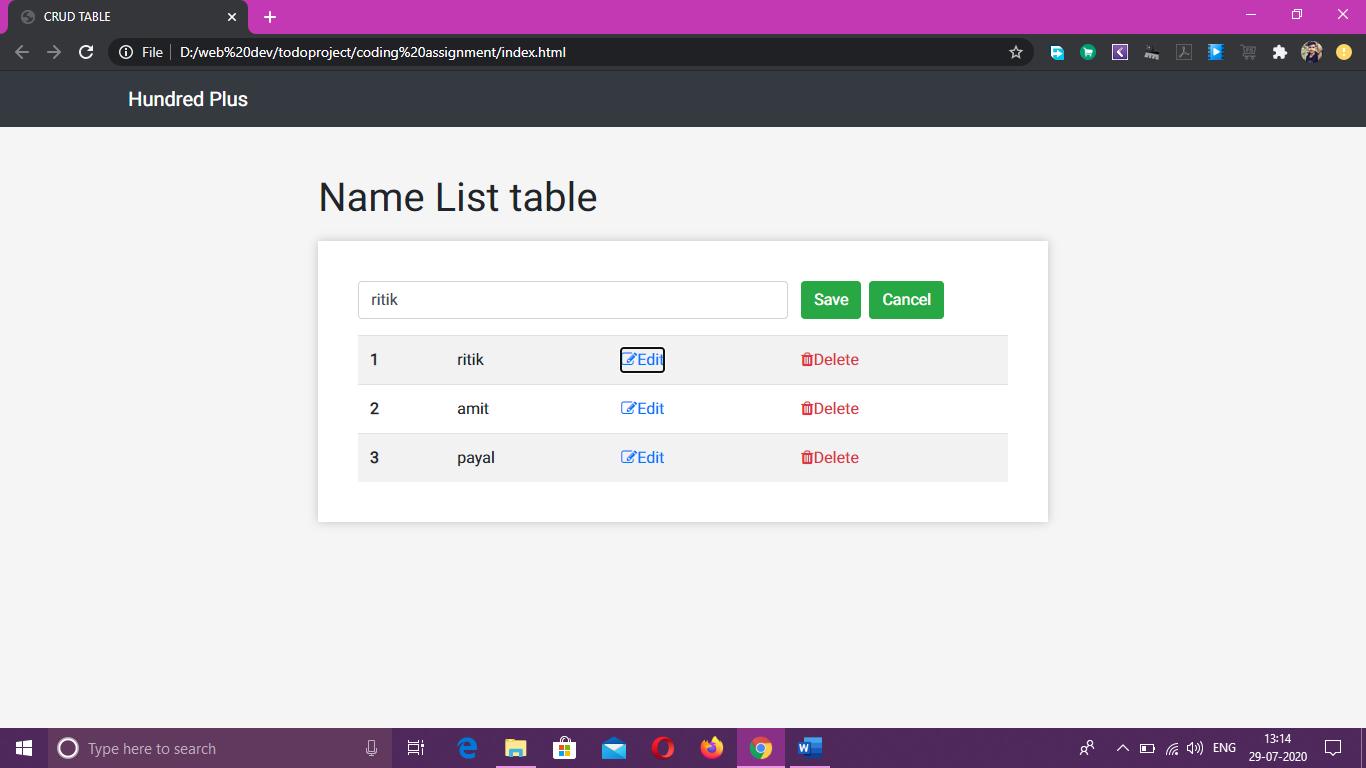 CRUD TABLE
File D:/web%20dev/todoproject/coding%20assignment/index.html
Hundred Plus
Name List table
ritik Save Cancel
1 ritik Edit Delete
2 amit Edit Delete
3 payal Edit Delete
Type here to search ENG 13:14
29-07-2020